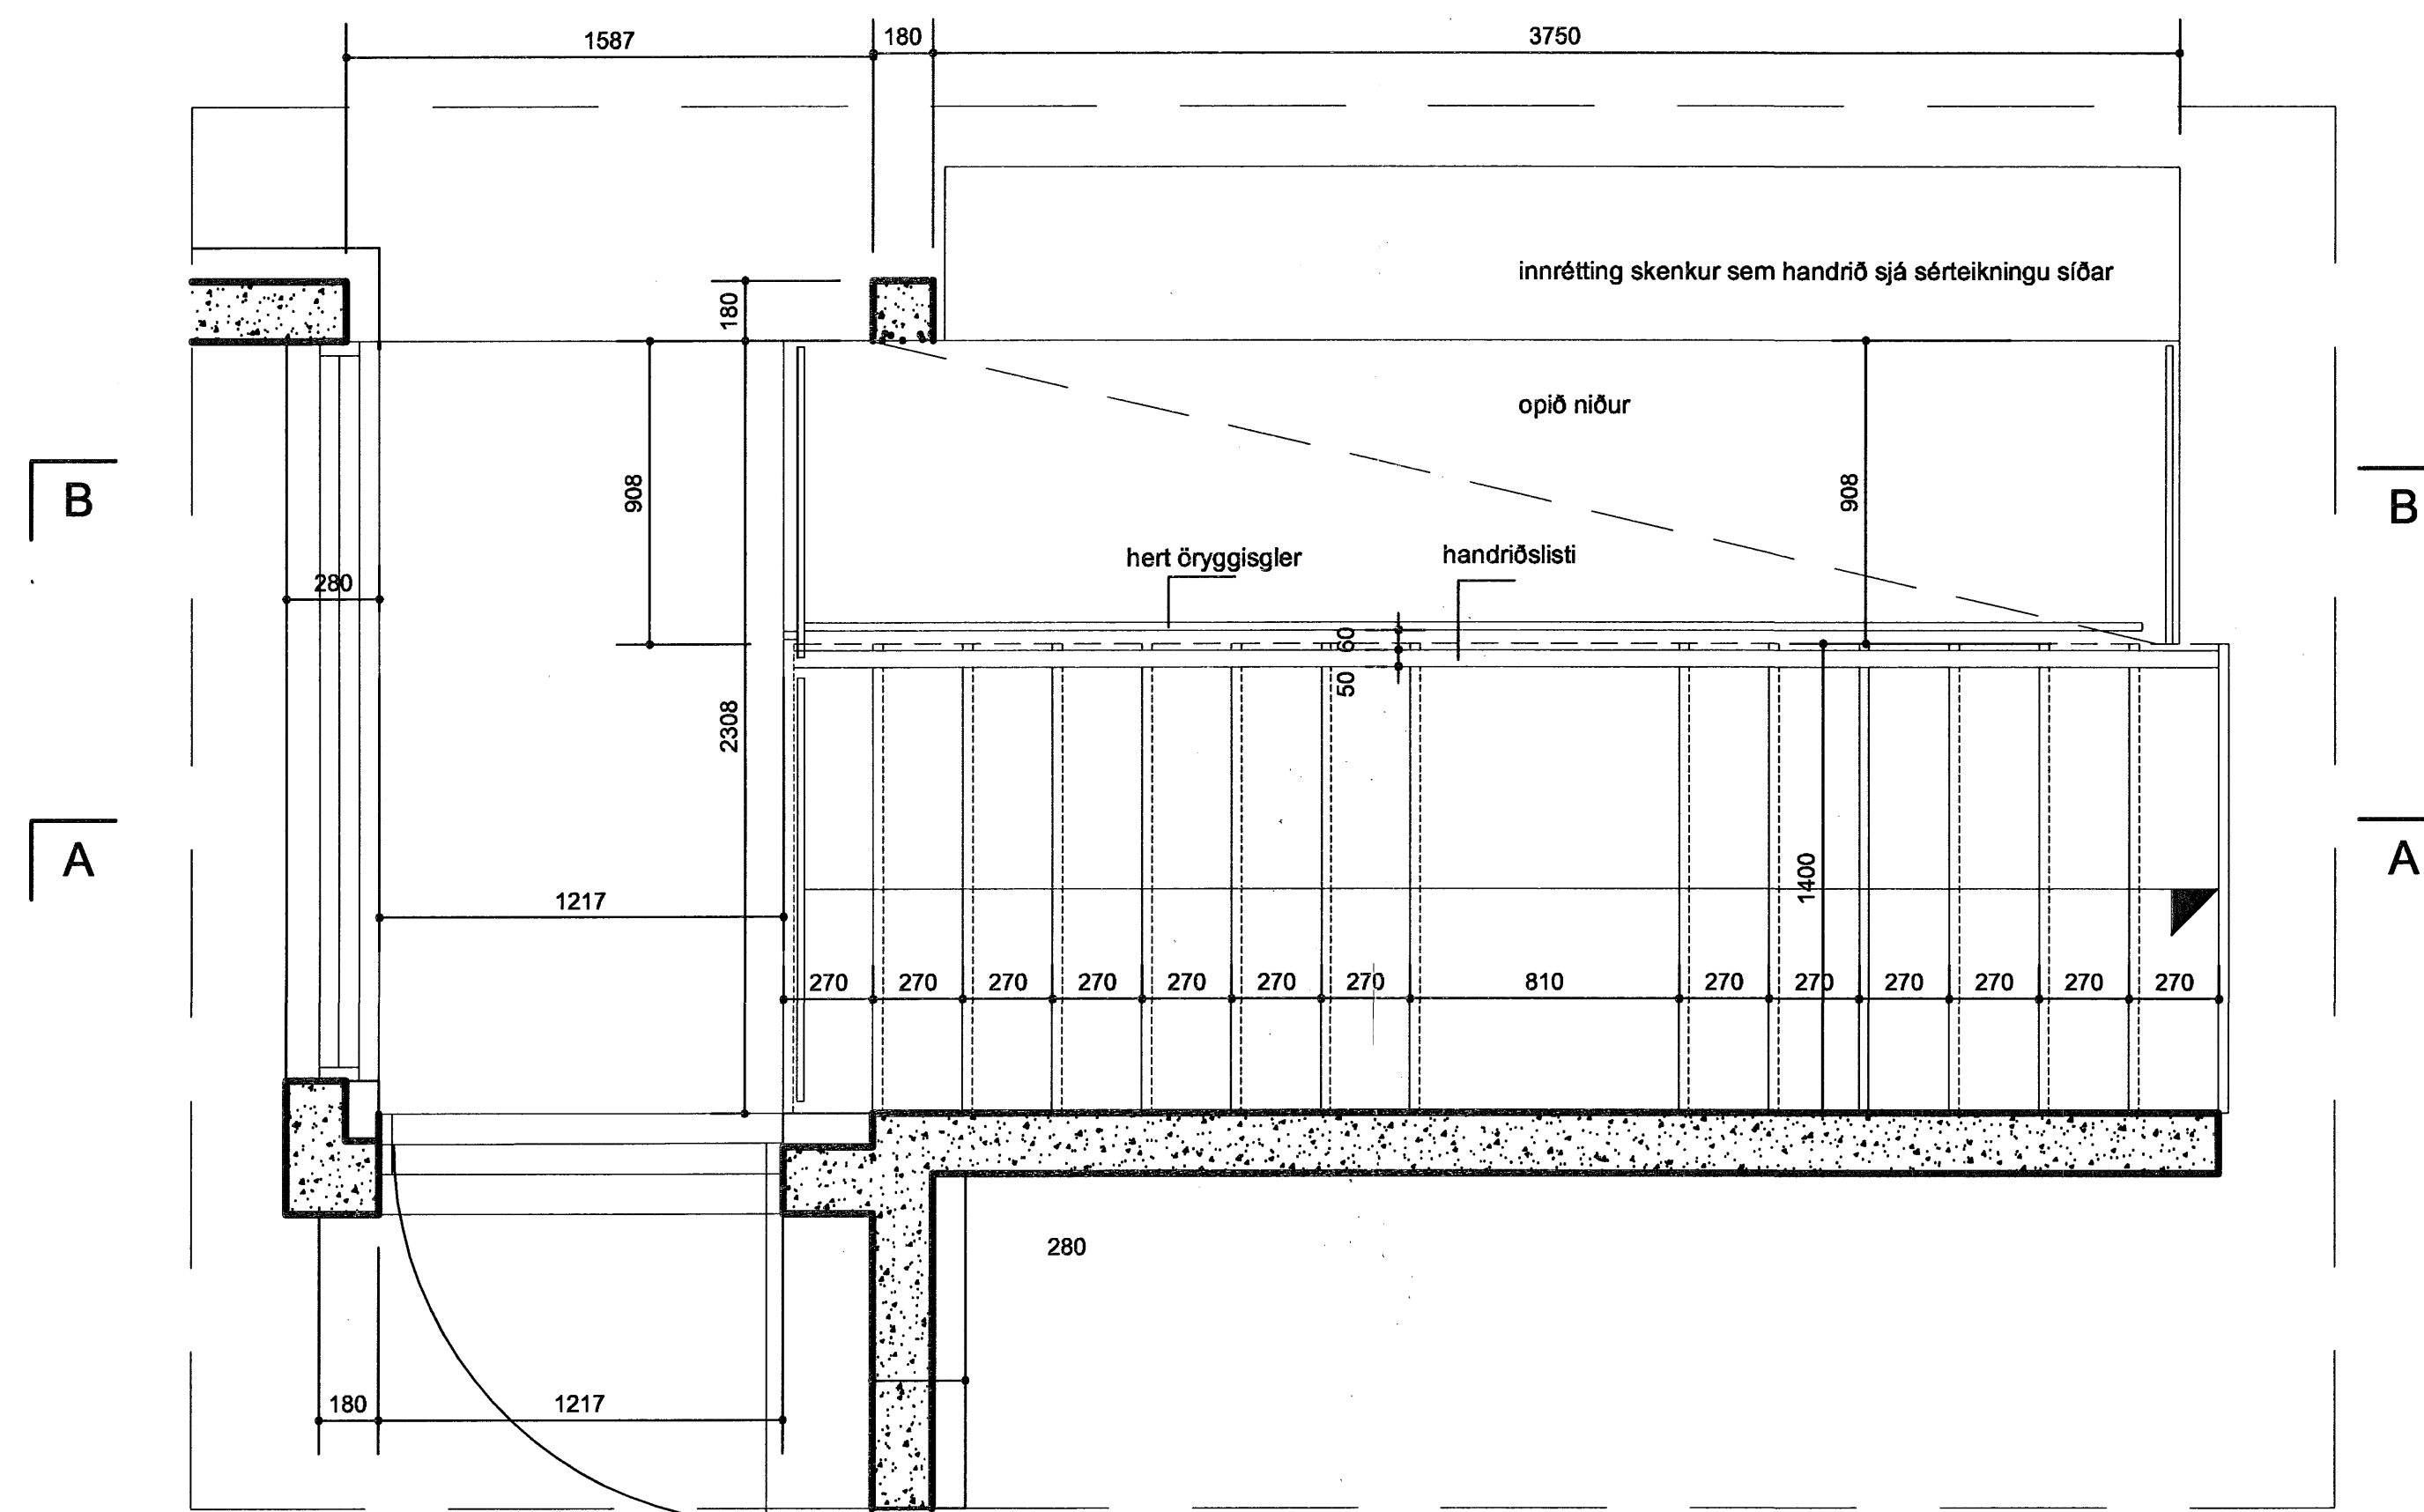 1587
180
3750
innrétting skenkur sem handrið sjá sérteikningu síðar
180
opið niður
908
908
B
B
280
hert öryggisgler
handriðslisti
60
50
2308
A
A
1400
1217
270 270 270 270 270 270 270 810 270 270 270 270 270 270
280
180
1217